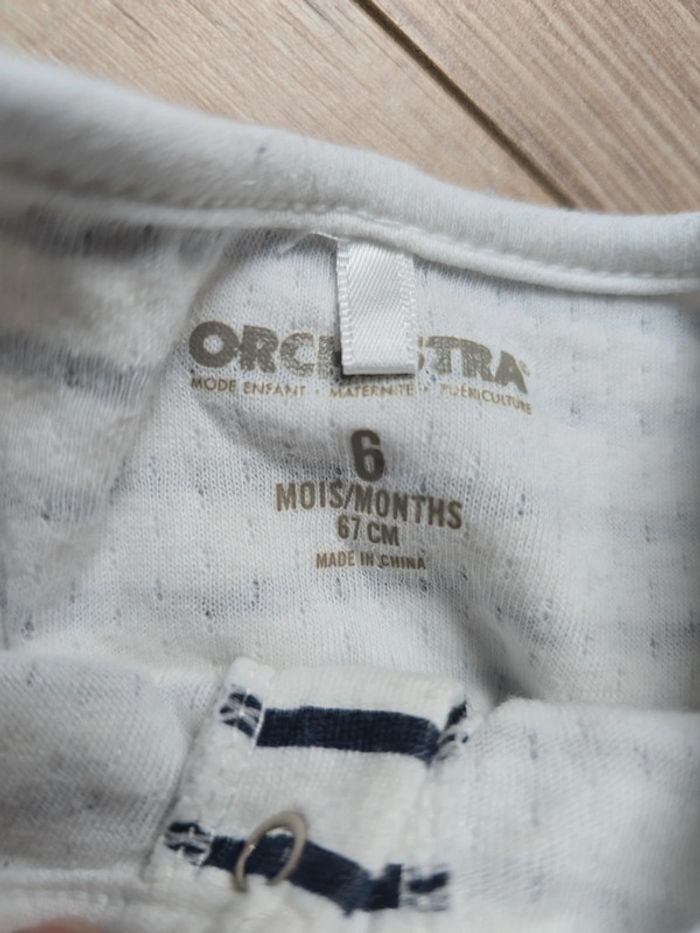 ORCHESTRA®
MODE ENFANT • MATERNITÉ • PUÉRICULTURE
6
MOIS/MONTHS
67 CM
MADE IN CHINA